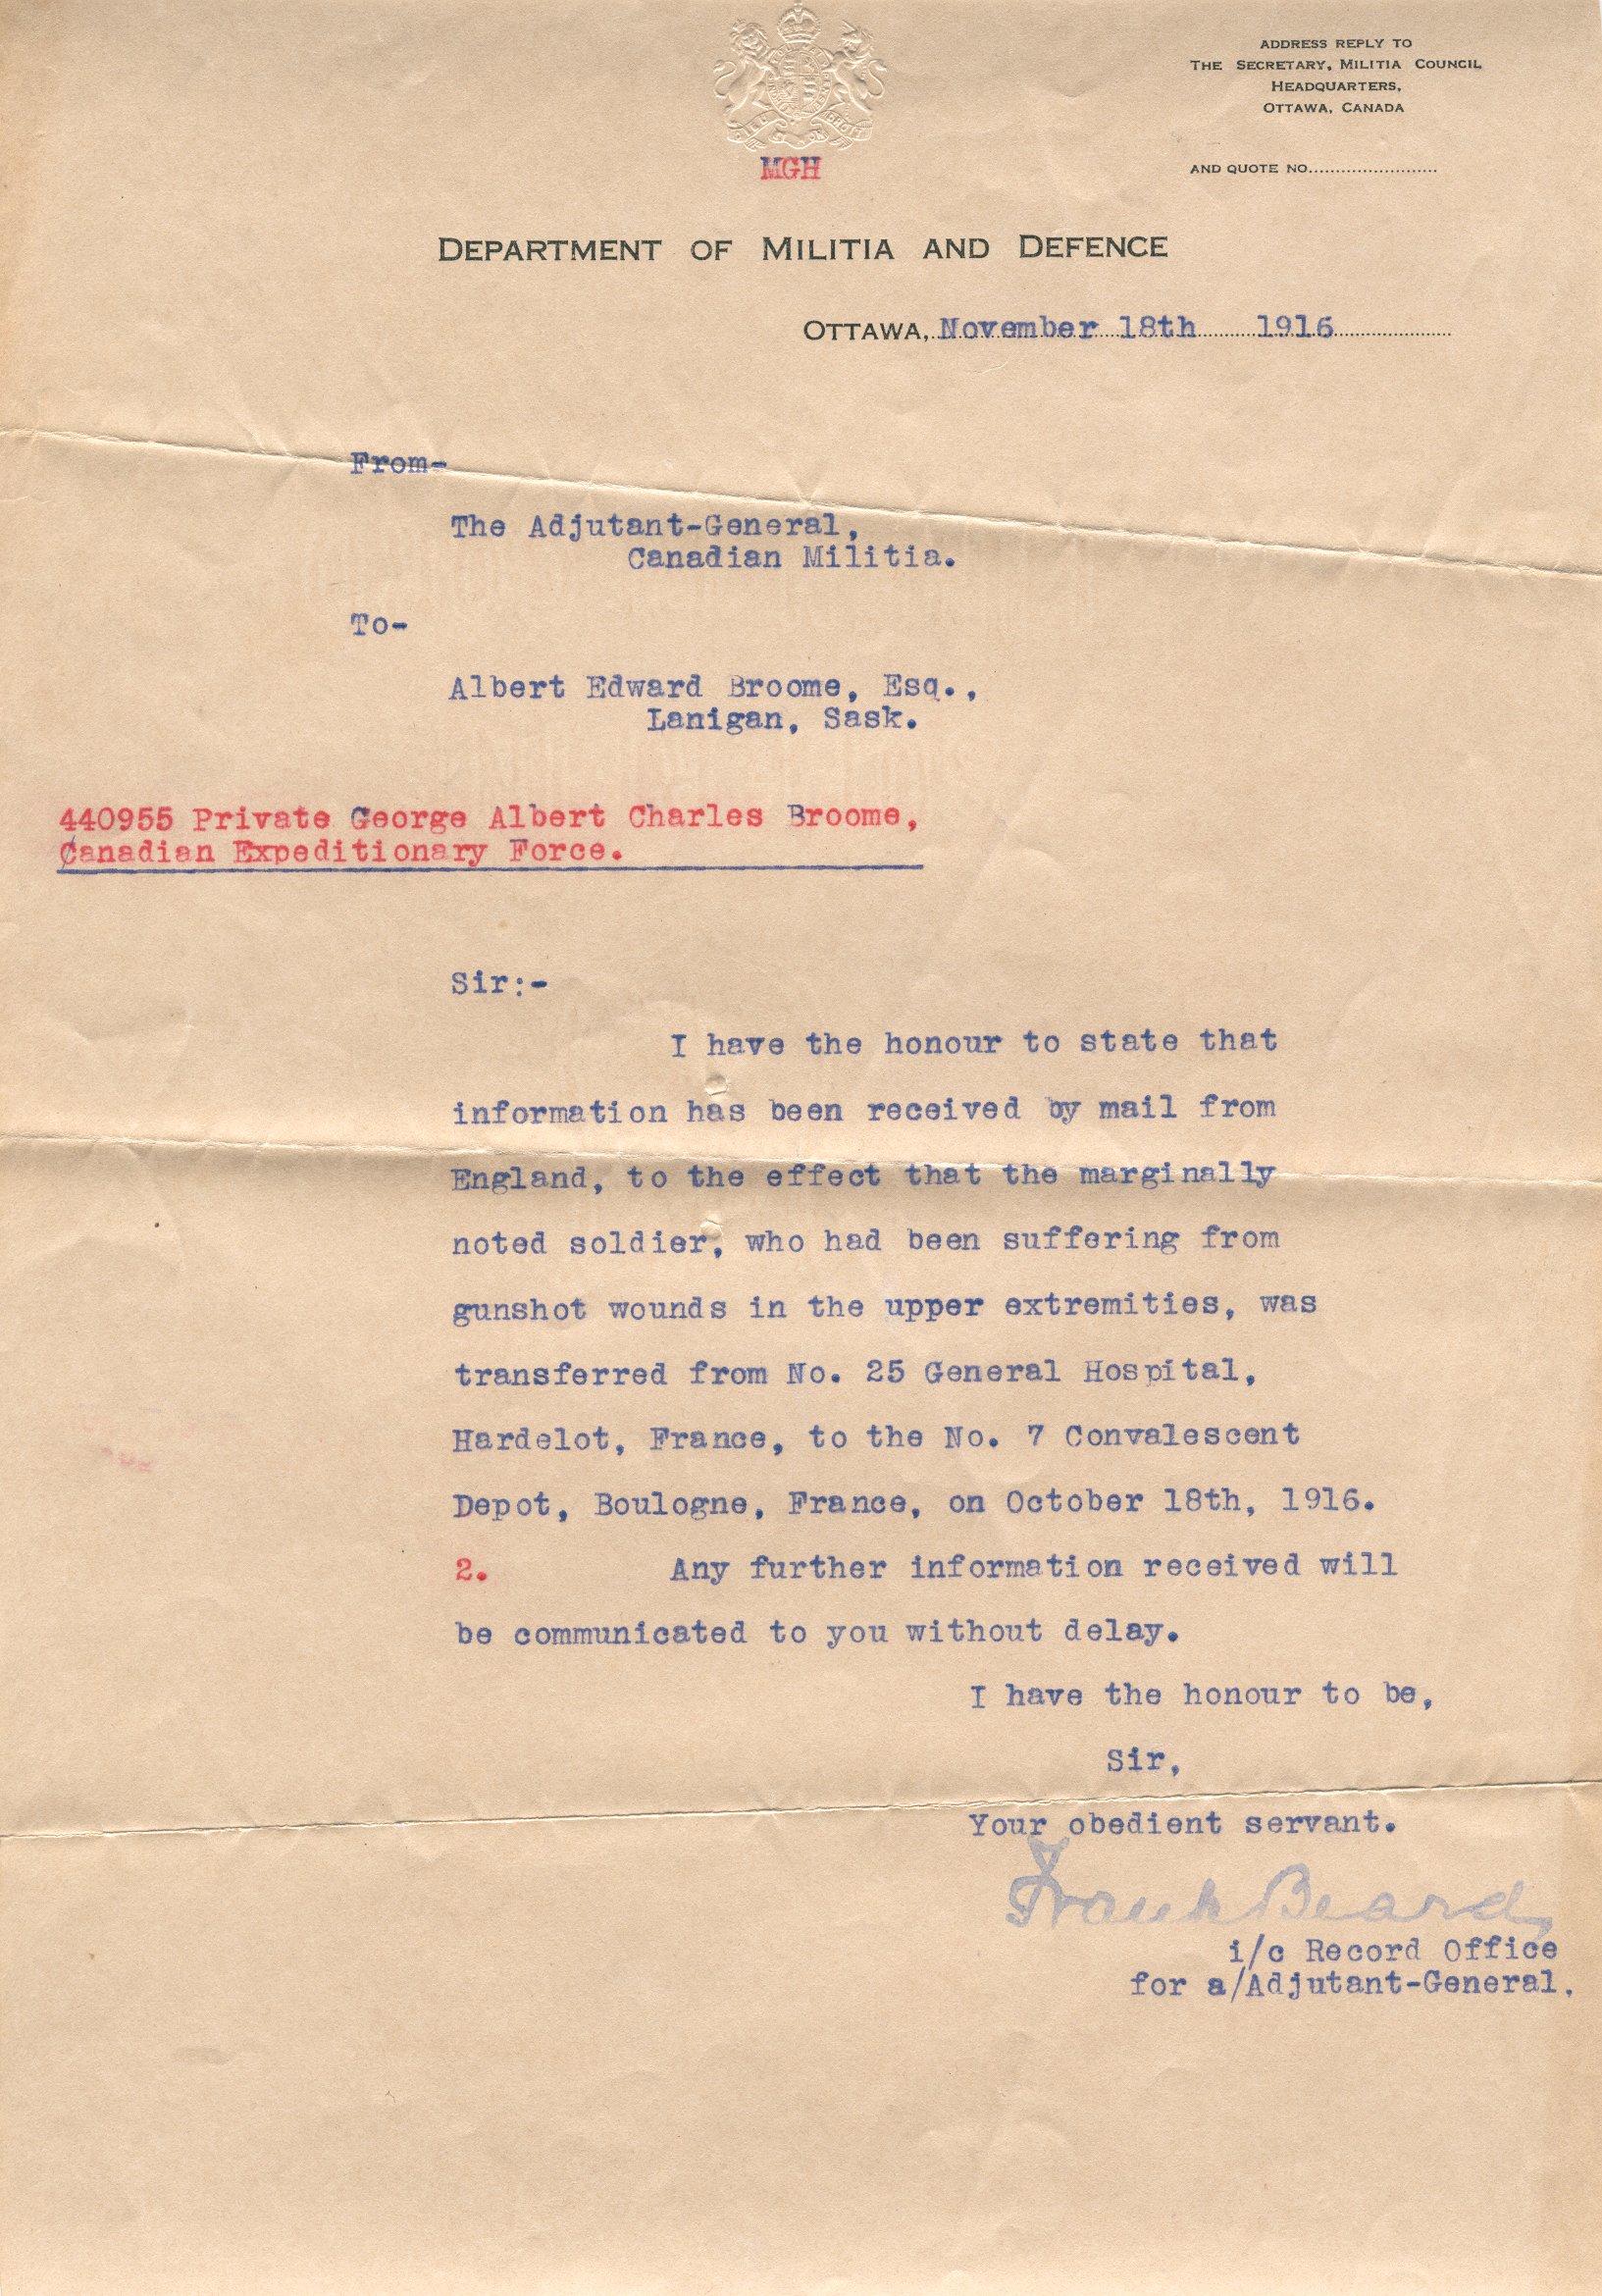 ADDRESS REPLY TO
THE SECRETARY, MILITIA COUNCIL
HEADQUARTERS,
OTTAWA, CANADA
MGH
AND QUOTE NO.........................
DEPARTMENT OF MILITIA AND DEFENCE
OTTAWA, November 18th 1916
From-
The Adjutant-General,
Canadian Militia.
To-
Albert Edward Broome, Esq.,
Lanigan, Sask.
440955 Private George Albert Charles Broome,
Canadian Expeditionary Force.
Sir:-
I have the honour to state that
information has been received by mail from
England, to the effect that the marginally
noted soldier, who had been suffering from
gunshot wounds in the upper extremities, was
transferred from No. 25 General Hospital,
Hardelot, France, to the No. 7 Convalescent
Depot, Boulogne, France, on October 18th, 1916.
2. Any further information received will
be communicated to you without delay.
I have the honour to be,
Sir,
Your obedient servant.
Frank Beard,
i/c Record Office
for a/Adjutant-General.